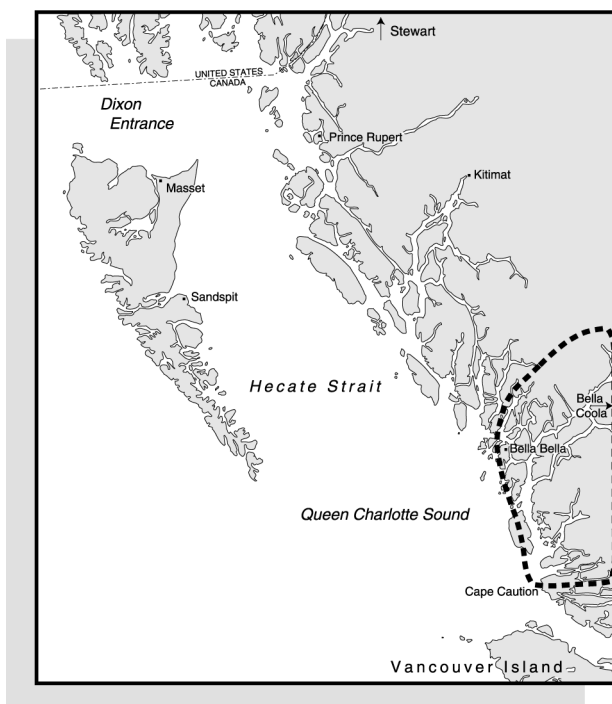 Stewart
UNITED STATES
CANADA
Dixon
Entrance
Prince Rupert
Masset
Kitimat
Sandspit
Hecate Strait
Bella
Coola
Bella Bella
Queen Charlotte Sound
Cape Caution
Vancouver Island